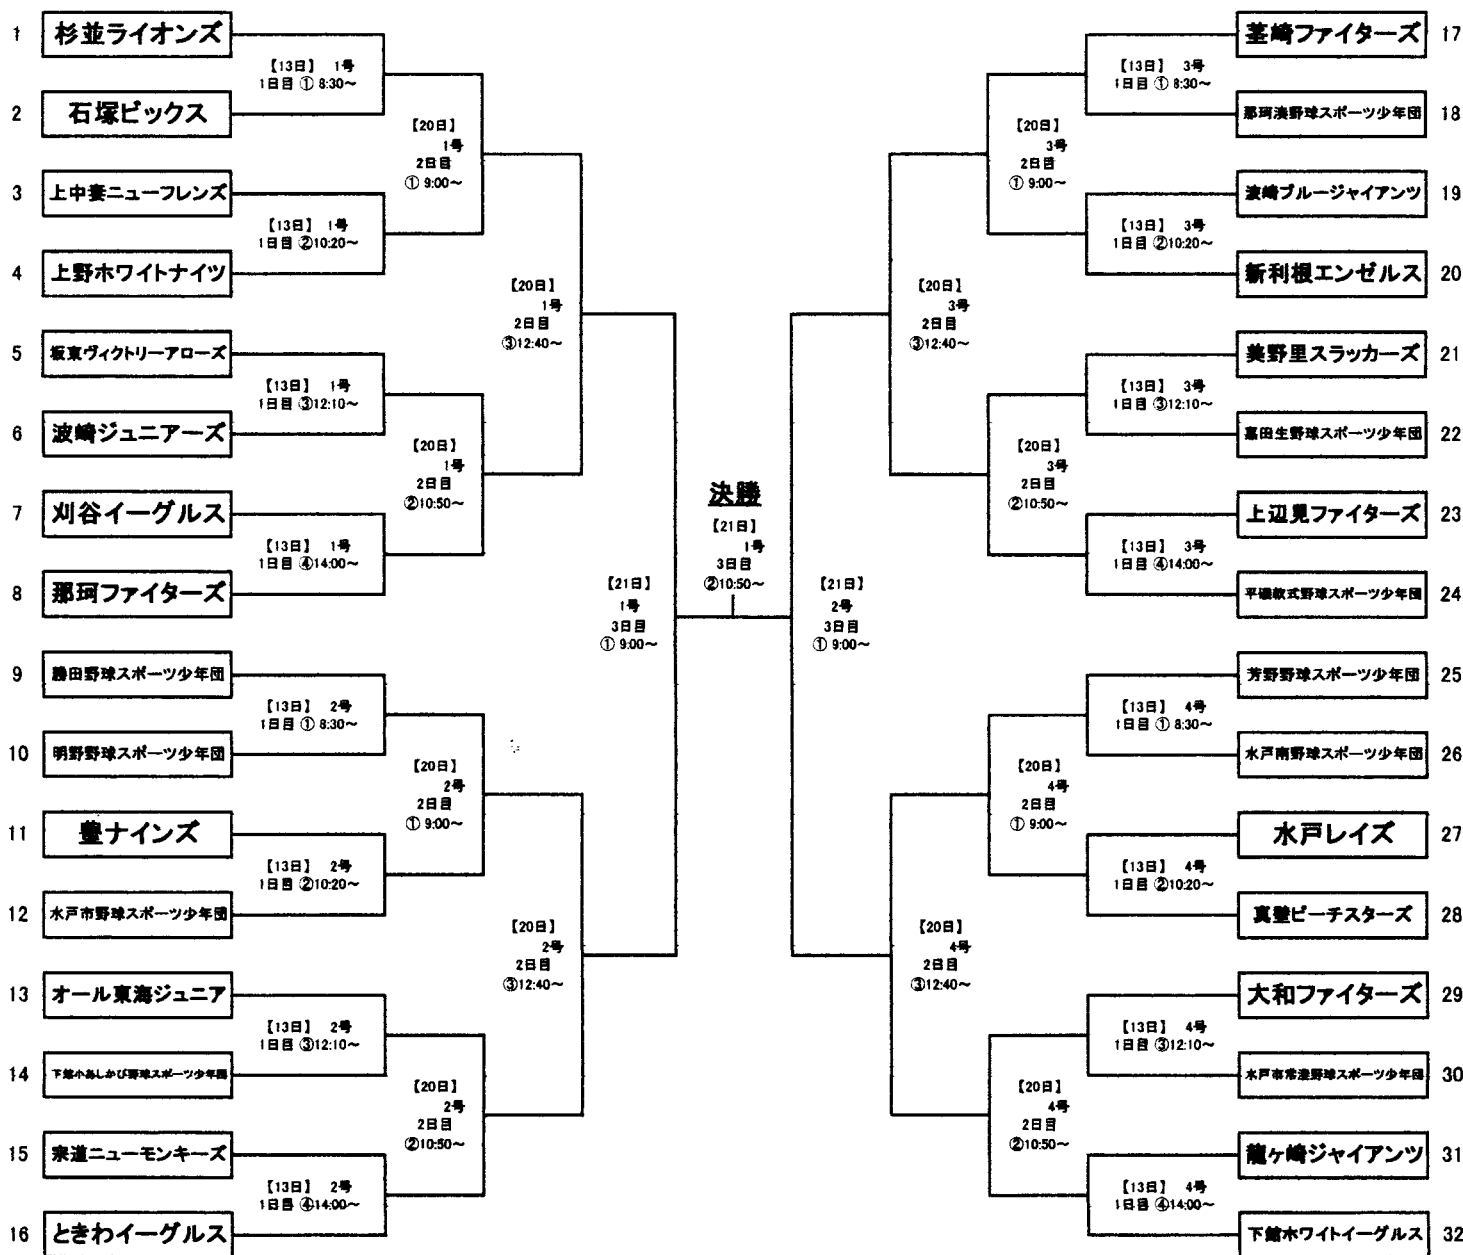 1 杉並ライオンズ
【13日】 1号
1日目 ① 8:30～
2 石塚ビックス
【20日】
1号
2日目
① 9:00～
3 上中妻ニューフレンズ
【13日】 1号
1日目 ②10:20～
4 上野ホワイトナイツ
【20日】
1号
2日目
③12:40～
5 坂東ヴィクトリーアローズ
【13日】 1号
1日目 ③12:10～
6 波崎ジュニアーズ
【20日】
1号
2日目
②10:50～
7 刈谷イーグルス
【13日】 1号
1日目 ④14:00～
8 那珂ファイターズ
【21日】
1号
3日目
① 9:00～
9 勝田野球スポーツ少年団
【13日】 2号
1日目 ① 8:30～
10 明野野球スポーツ少年団
【20日】
2号
2日目
① 9:00～
11 豊ナインズ
【13日】 2号
1日目 ②10:20～
12 水戸市野球スポーツ少年団
【20日】
2号
2日目
③12:40～
13 オール東海ジュニア
【13日】 2号
1日目 ③12:10～
14 下館小あしかび野球スポーツ少年団
【20日】
2号
2日目
②10:50～
15 宗道ニューモンキーズ
【13日】 2号
1日目 ④14:00～
16 ときわイーグルス
決勝
【21日】
1号
3日目
②10:50～
茎崎ファイターズ 17
【13日】 3号
1日目 ① 8:30～
那珂湊野球スポーツ少年団 18
【20日】
3号
2日目
① 9:00～
波崎ブルージャイアンツ 19
【13日】 3号
1日目 ②10:20～
新利根エンゼルス 20
【20日】
3号
2日目
③12:40～
美野里スラッカーズ 21
【13日】 3号
1日目 ③12:10～
嘉田生野球スポーツ少年団 22
【20日】
3号
2日目
②10:50～
上辺見ファイターズ 23
【13日】 3号
1日目 ④14:00～
平磯軟式野球スポーツ少年団 24
【21日】
2号
3日目
① 9:00～
芳野野球スポーツ少年団 25
【13日】 4号
1日目 ① 8:30～
水戸南野球スポーツ少年団 26
【20日】
4号
2日目
① 9:00～
水戸レイズ 27
【13日】 4号
1日目 ②10:20～
真壁ピーチスターズ 28
【20日】
4号
2日目
③12:40～
大和ファイターズ 29
【13日】 4号
1日目 ③12:10～
水戸市常澄野球スポーツ少年団 30
【20日】
4号
2日目
②10:50～
龍ヶ崎ジャイアンツ 31
【13日】 4号
1日目 ④14:00～
下館ホワイトイーグルス 32